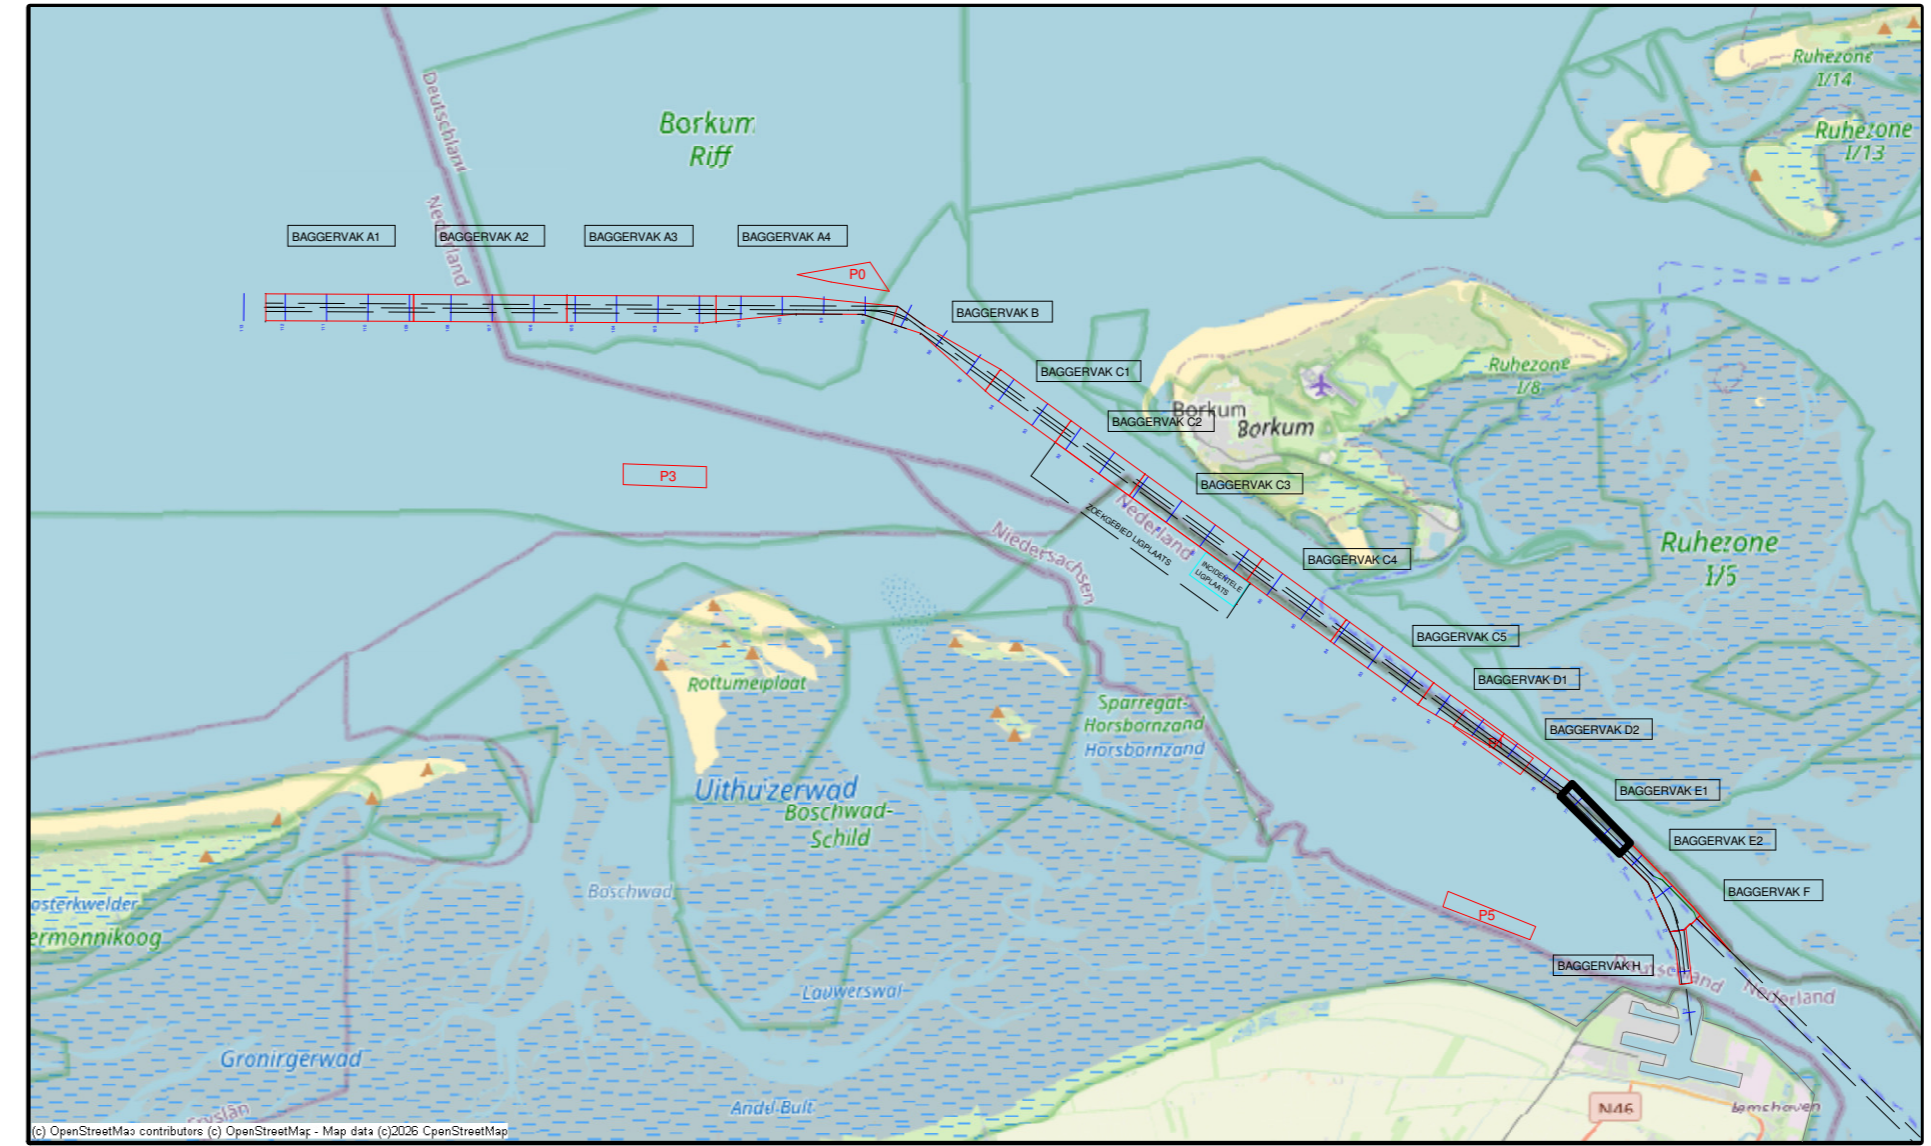 Ruhezone
I/14
Deutschland
Borkum
Riff
Ruhezone
I/13
Nederland
BAGGERVAK A1
BAGGERVAK A2
BAGGERVAK A3
BAGGERVAK A4
P0
BAGGERVAK B
BAGGERVAK C1
Ruhezone
I/8
Borkum
BAGGERVAK C2
Borkum
P3
BAGGERVAK C3
Nederland
ZOEKGEBIED LIGPLAATS
Niedersachsen
Ruhezone
I/5
BAGGERVAK C4
INCIDENTELE
LIGPLAATS
BAGGERVAK C5
Rottumerplaat
BAGGERVAK D1
Sparregat-
Horsbornzand
Horsbornzand
BAGGERVAK D2
Uithuizerwad
Boschwad-
Schild
BAGGERVAK E1
BAGGERVAK E2
Boschwad
BAGGERVAK F
osterkwelder
P5
ermonnikoog
BAGGERVAK H
Deutschland
Nederland
Lauwerswal
Groningerwad
Andel-Bult
N46
Eemshaven
Fryslân
(c) OpenStreetMap contributors (c) OpenStreetMap - Map data (c)2026 OpenStreetMap